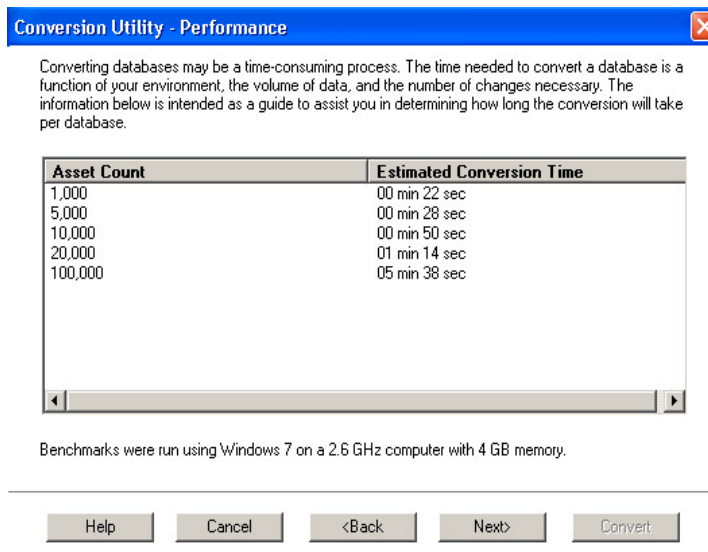 Conversion Utility - Performance
Converting databases may be a time-consuming process. The time needed to convert a database is a
function of your environment, the volume of data, and the number of changes necessary. The
information below is intended as a guide to assist you in determining how long the conversion will take
per database.
Asset Count Estimated Conversion Time
1,000 00 min 22 sec
5,000 00 min 28 sec
10,000 00 min 50 sec
20,000 01 min 14 sec
100,000 05 min 38 sec
Benchmarks were run using Windows 7 on a 2.6 GHz computer with 4 GB memory.
Help Cancel <Back Next> Convert